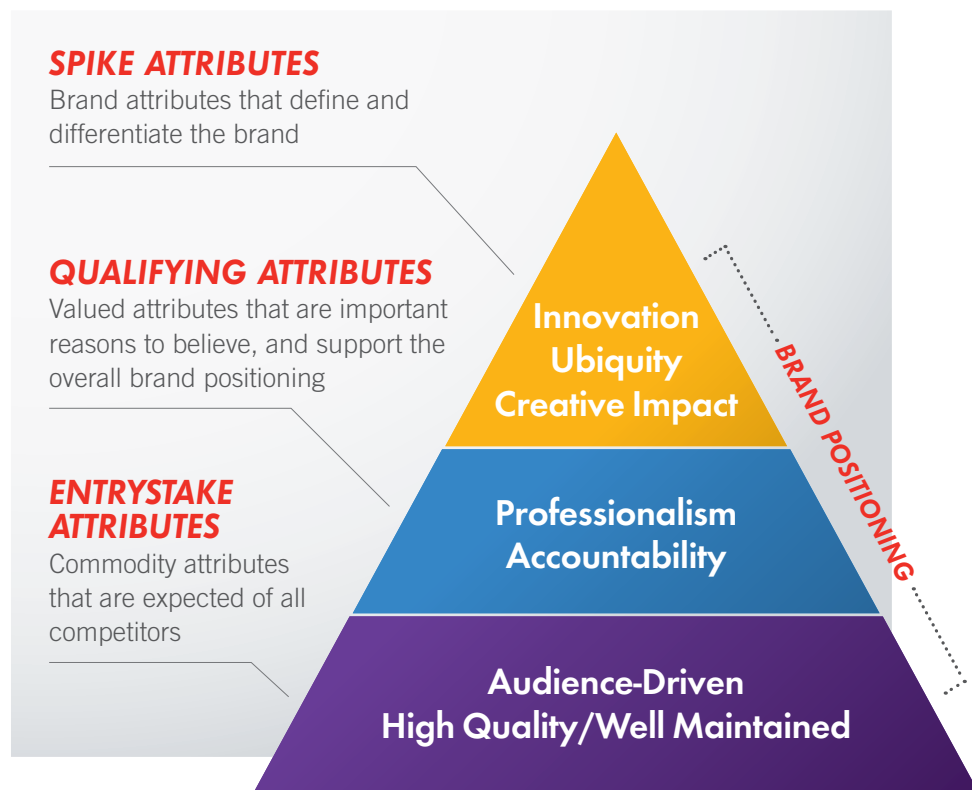 SPIKE ATTRIBUTES
Brand attributes that define and
differentiate the brand
QUALIFYING ATTRIBUTES
Valued attributes that are important
reasons to believe, and support the
overall brand positioning
ENTRYSTAKE
ATTRIBUTES
Commodity attributes
that are expected of all
competitors
Innovation
Ubiquity
Creative Impact
Professionalism
Accountability
Audience-Driven
High Quality/Well Maintained
BRAND POSITIONING